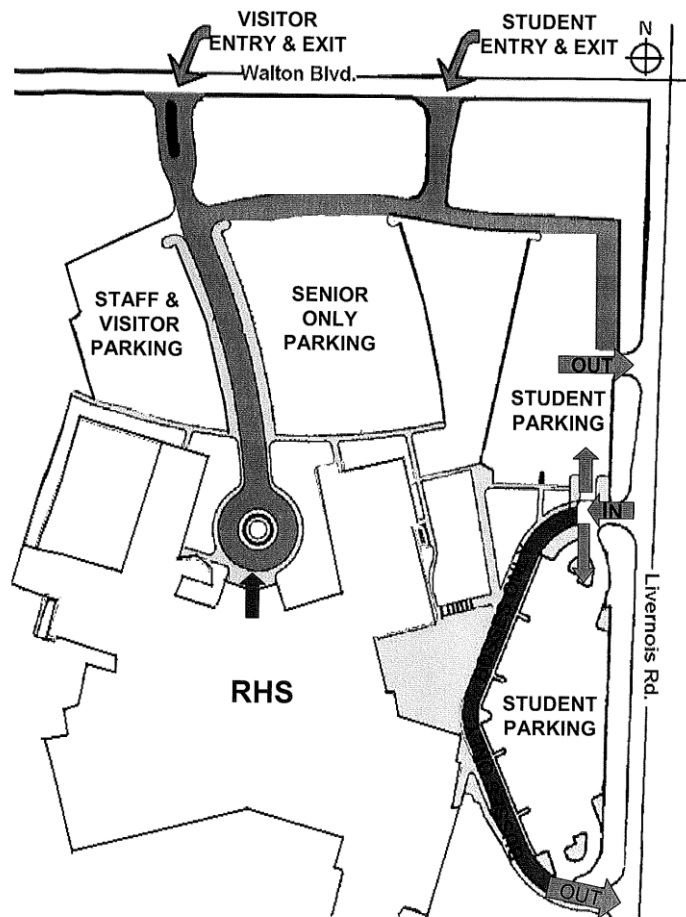 VISITOR
ENTRY & EXIT
STUDENT
ENTRY & EXIT
N
Walton Blvd.
STAFF &
VISITOR
PARKING
SENIOR
ONLY
PARKING
OUT
STUDENT
PARKING
IN
Livernois Rd.
RHS
STUDENT
PARKING
OUT